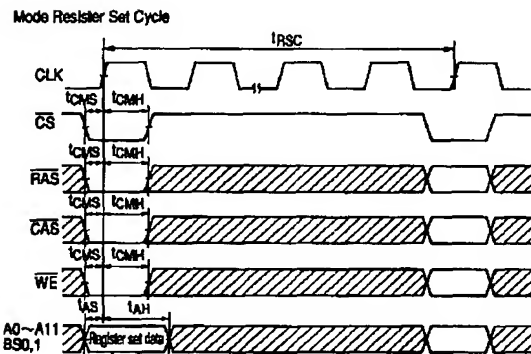 Mode Resister Set Cycle
tRSC
CLK
tCMS tCMH
CS
tCMS tCMH
RAS
tCMS tCMH
CAS
tCMS tCMH
WE
tAS tAH
A0~A11
BS0,1
Register set data